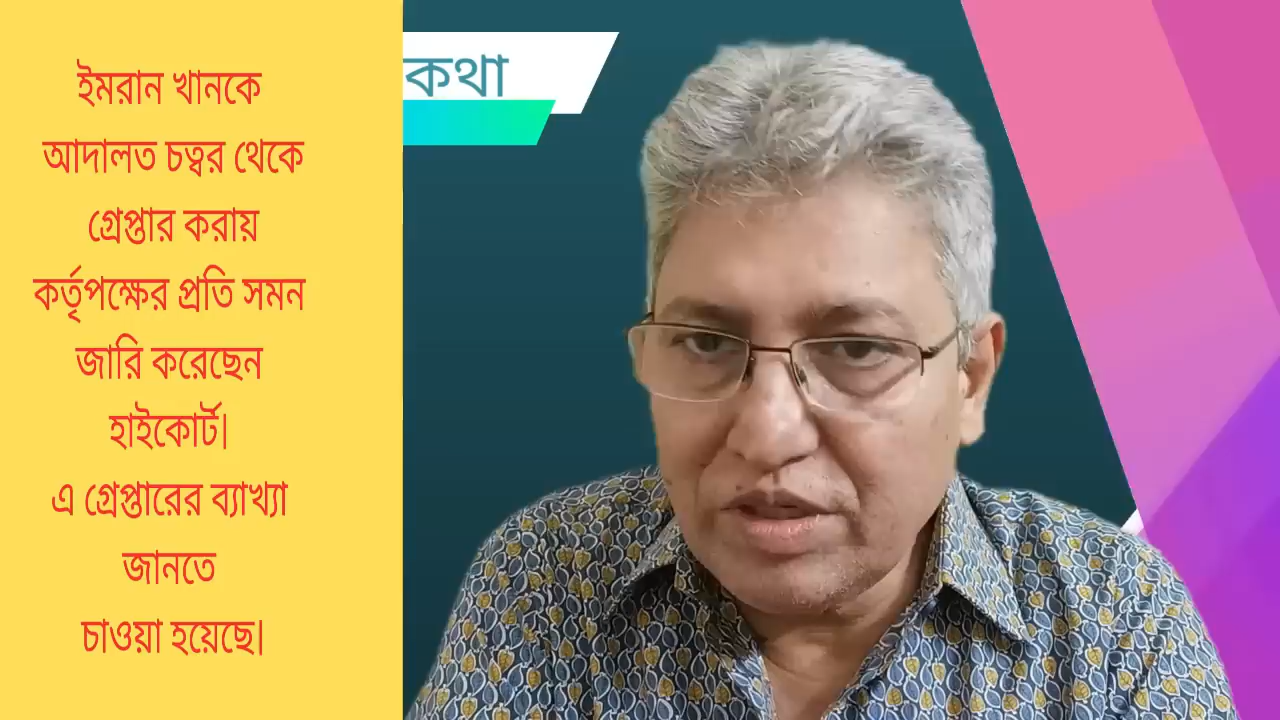 ইমরান খানকে
আদালত চত্বর থেকে
গ্রেপ্তার করায়
কর্তৃপক্ষের প্রতি সমন
জারি করেছেন
হাইকোর্ট|
এ গ্রেপ্তারের ব্যাখ্যা
জানতে
চাওয়া হয়েছে|
কথা